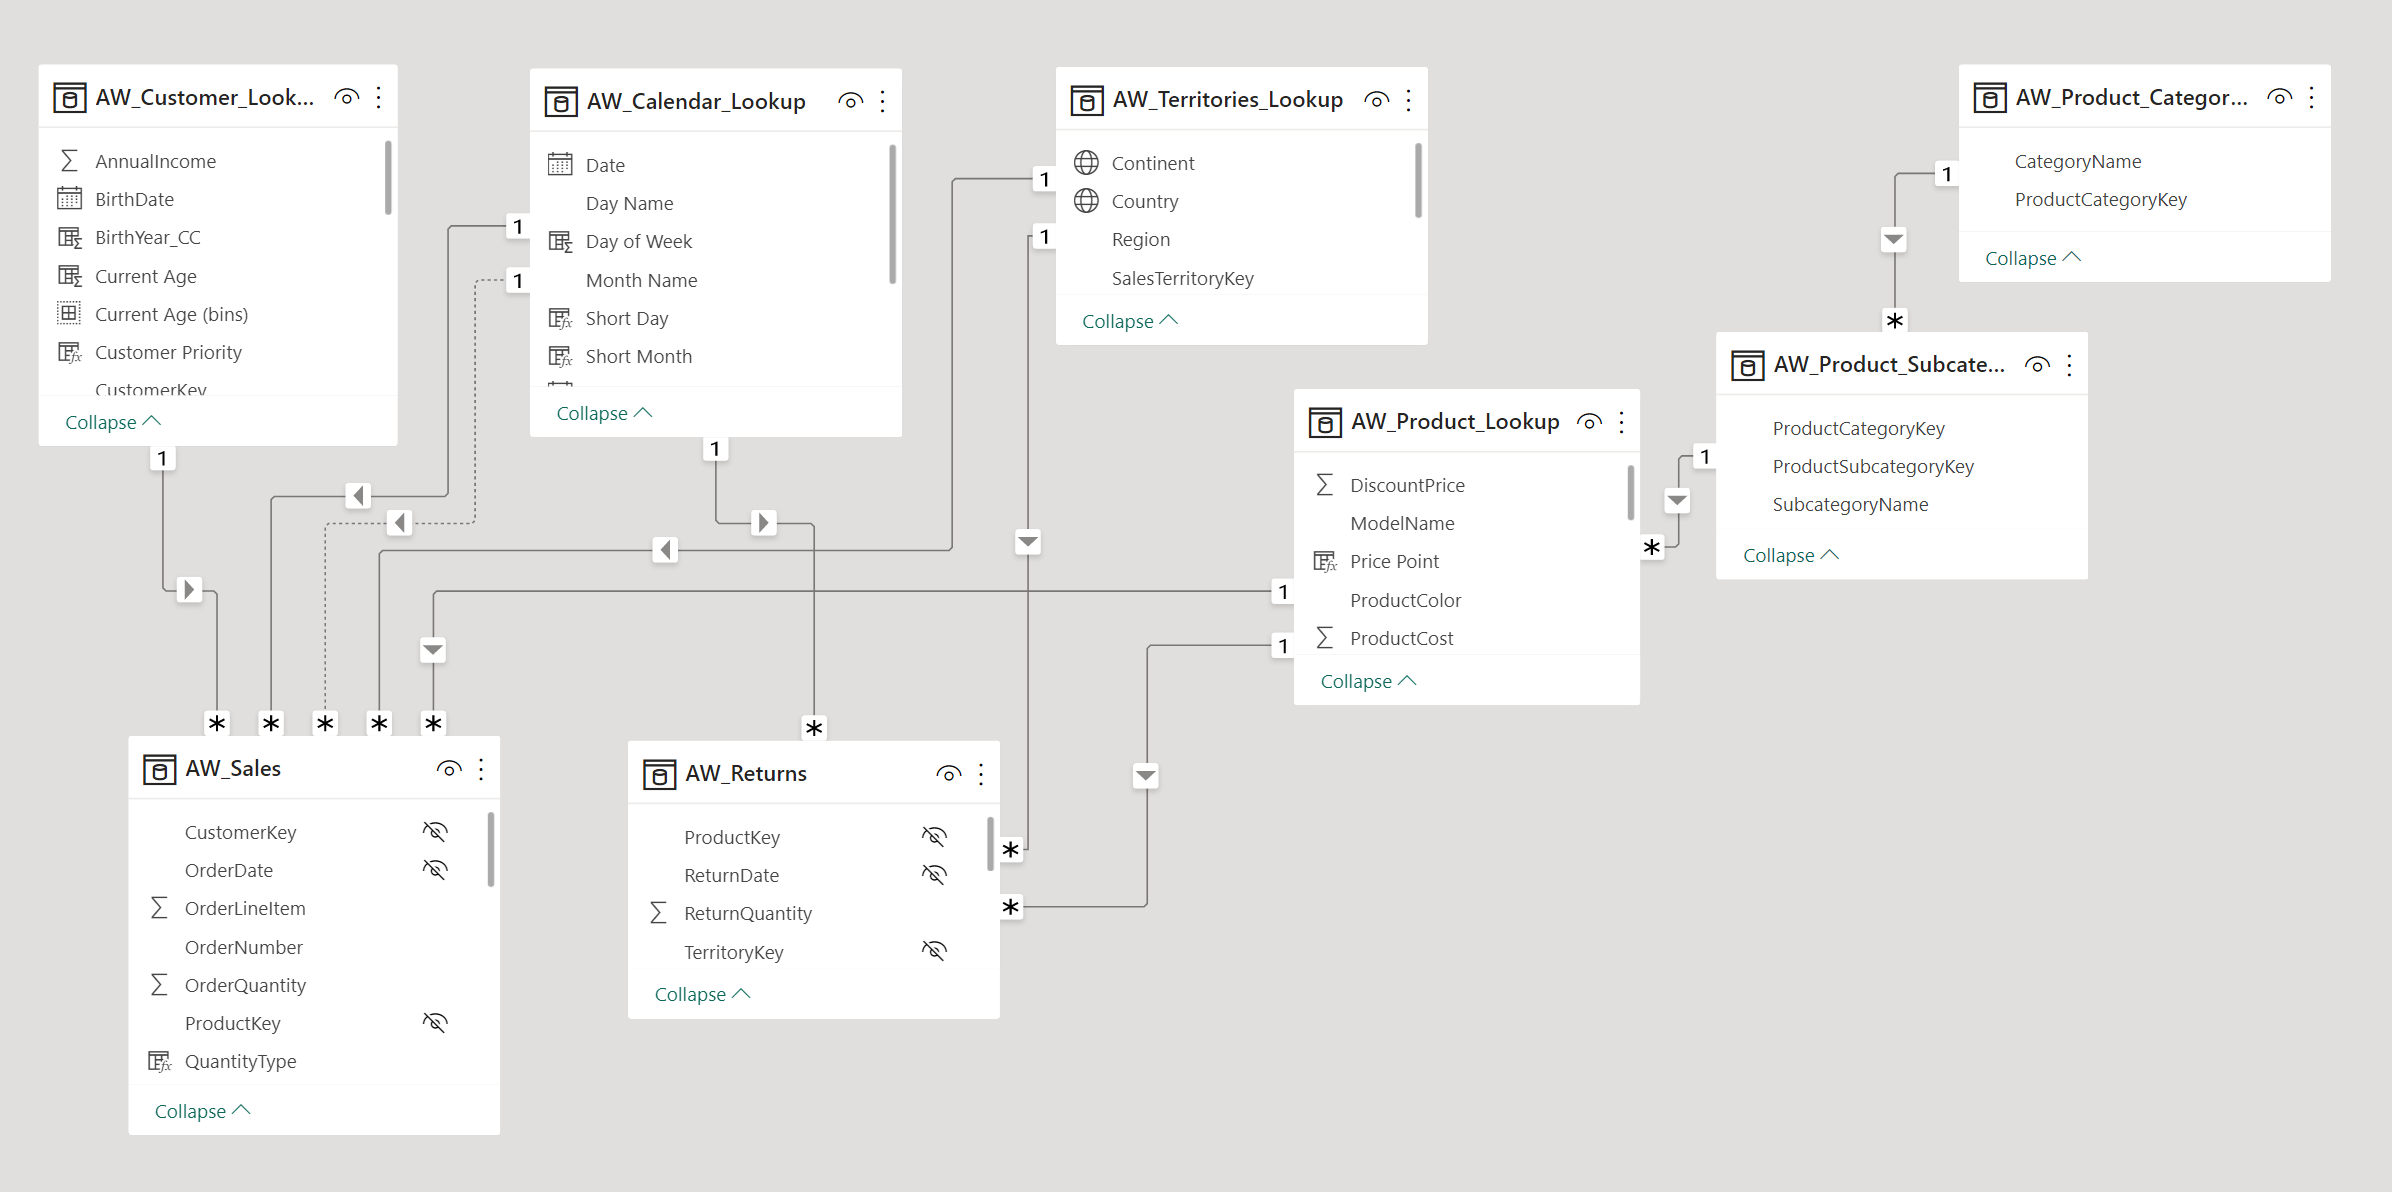 AW_Customer_Look...
AnnualIncome
BirthDate
BirthYear_CC
Current Age
Current Age (bins)
Customer Priority
CustomerKey
Collapse
1
AW_Calendar_Lookup
Date
Day Name
Day of Week
Month Name
Short Day
Short Month
Collapse
1
1
1
AW_Territories_Lookup
Continent
Country
Region
SalesTerritoryKey
Collapse
1
1
AW_Product_Categor...
CategoryName
ProductCategoryKey
Collapse
1
*
AW_Product_Subcate...
ProductCategoryKey
ProductSubcategoryKey
SubcategoryName
Collapse
1
*
AW_Product_Lookup
DiscountPrice
ModelName
Price Point
ProductColor
ProductCost
Collapse
1
1
* * * * *
AW_Sales
CustomerKey
OrderDate
OrderLineItem
OrderNumber
OrderQuantity
ProductKey
QuantityType
Collapse
*
AW_Returns
ProductKey
ReturnDate
ReturnQuantity
TerritoryKey
Collapse
*
*